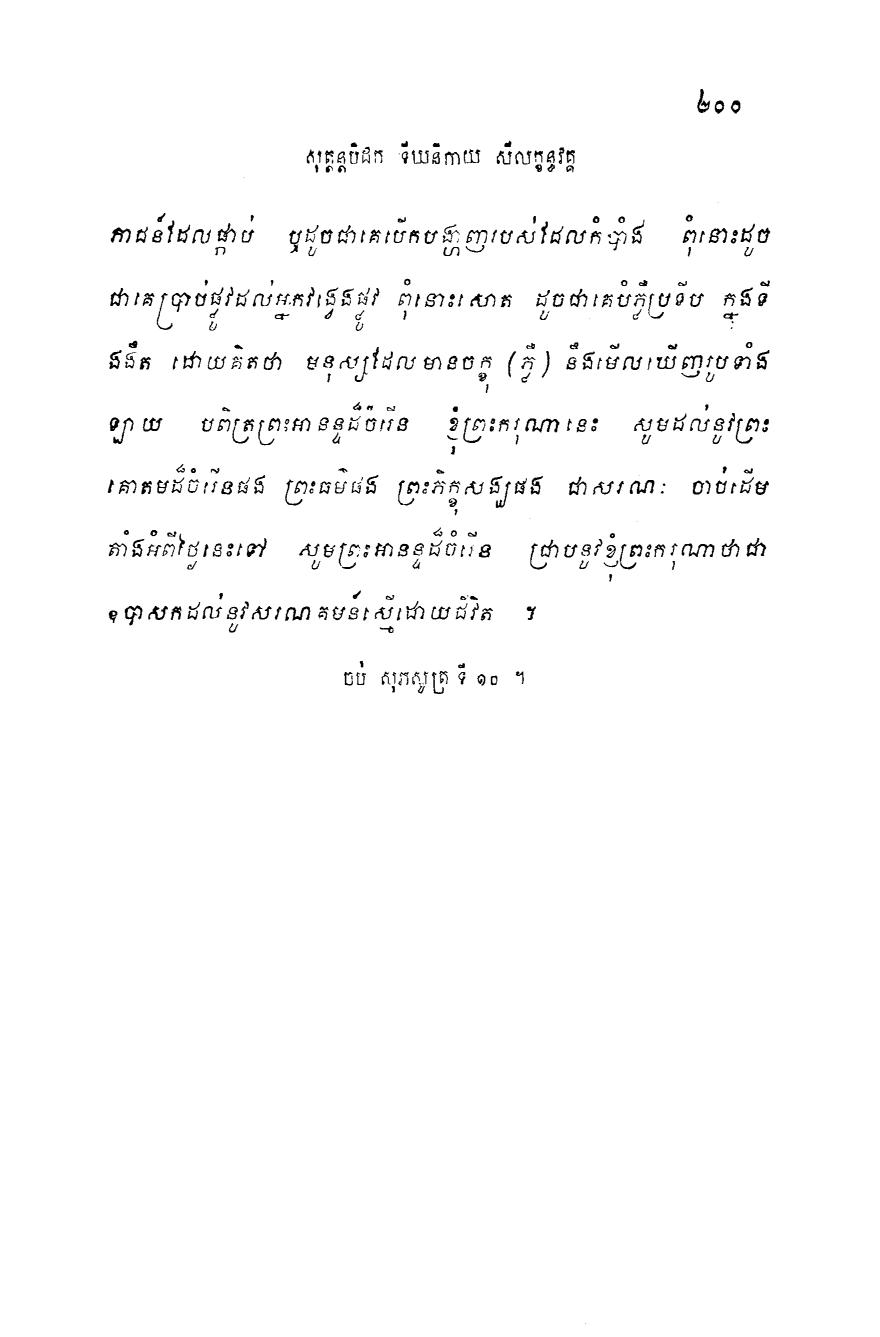 ២០០
សុត្តន្តបិដក ទីឃនិកាយ សីលក្ខន្ធវគ្គ
ភាជន៍ដែលផ្កាប់ ឬដូចជាគេបើកបង្ហាញរបស់ដែលកំបាំង ពុំនោះដូច
ជាគេប្រាប់ផ្លូវដល់អ្នកវង្វេងផ្លូវ ពុំនោះសោត ដូចជាគេបំភ្លឺប្រទីប ក្នុងទី
ងងឹត ដោយគិតថា មនុស្សដែលមានចក្ខុ (ភ្លឺ) នឹងមើលឃើញរូបទាំង
ឡាយ បពិត្រព្រះអានន្ទដ៏ចំរើន ខ្ញុំព្រះករុណានេះ សូមដល់នូវព្រះ
គោតមដ៏ចំរើនផង ព្រះធម៌ផង ព្រះភិក្ខុសង្ឃផង ជាសរណៈ ចាប់ដើម
តាំងអំពីថ្ងៃនេះទៅ សូមព្រះអានន្ទដ៏ចំរើន ជ្រាបនូវខ្ញុំព្រះករុណាថាជា
ឧបាសកដល់នូវសរណគមន៍ស្មើដោយជីវិត ។
ចប់ សុភសូត្រ ទី ១០ ។